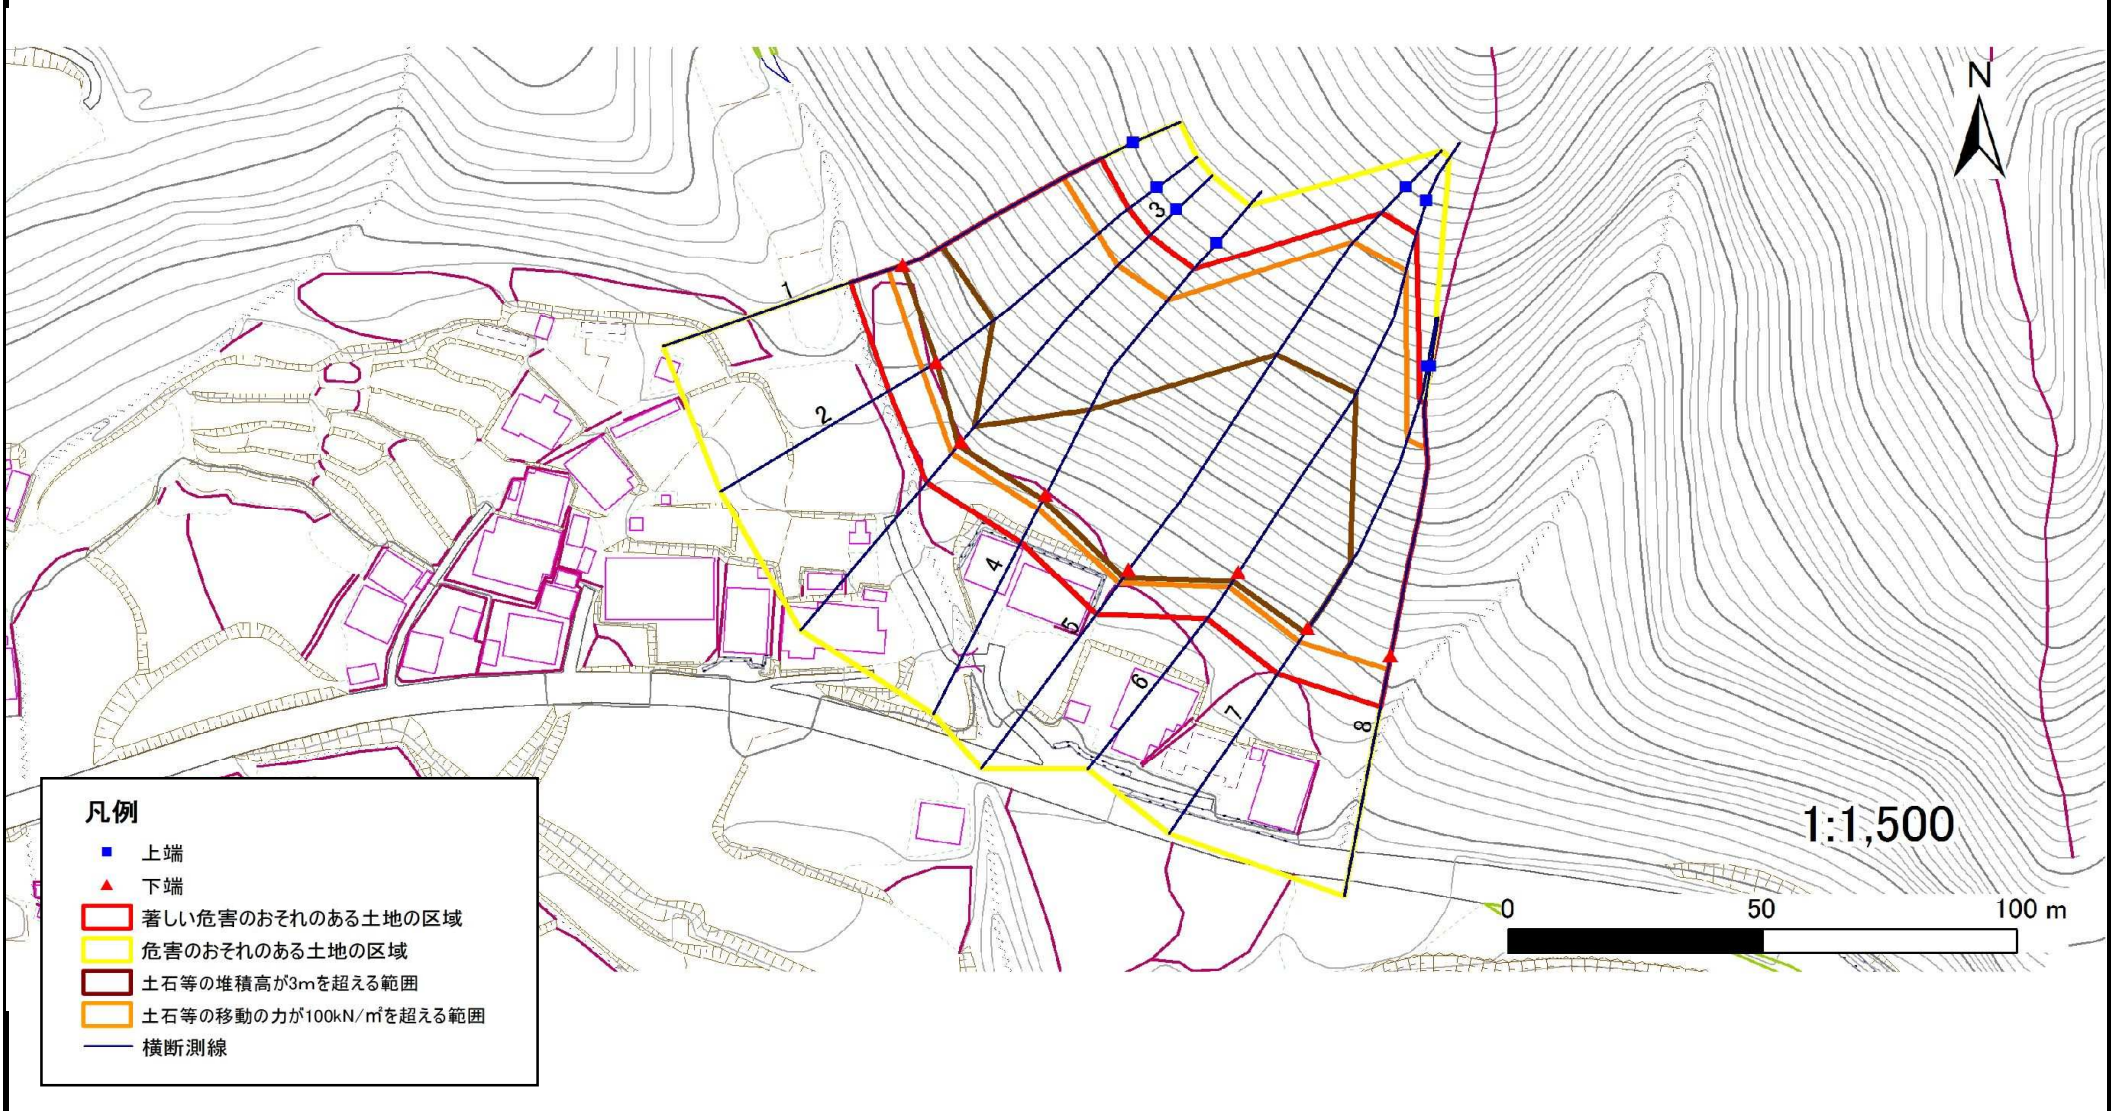 N
3
1
2
4
5
6
7
8
1:1,500
0 50 100 m
凡例
上端
下端
著しい危害のおそれのある土地の区域
危害のおそれのある土地の区域
土石等の堆積高が3mを超える範囲
土石等の移動の力が100kN/㎡を超える範囲
横断測線